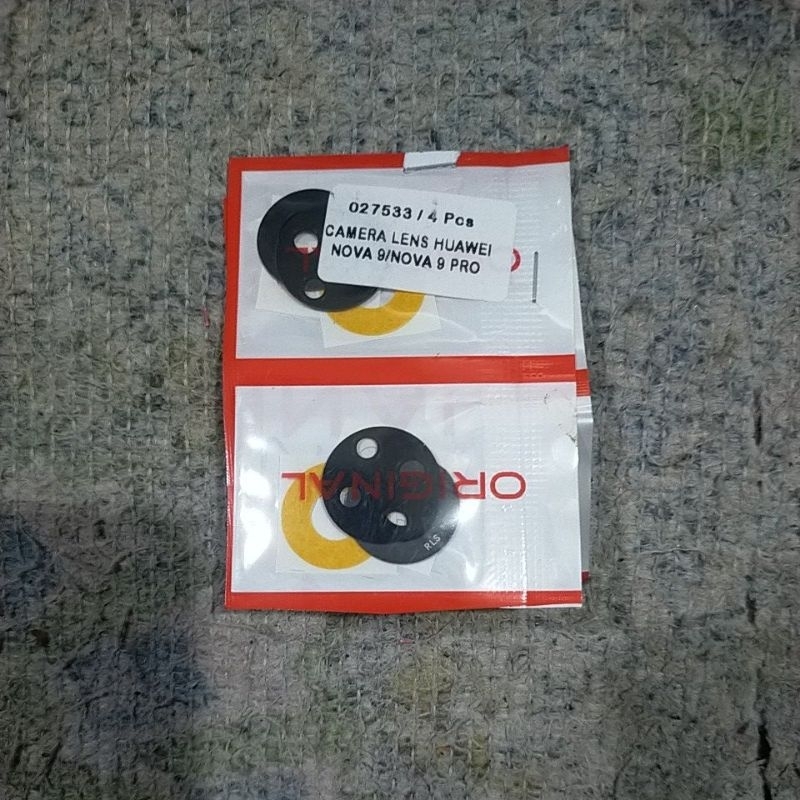 027533 / 4 Pcs
CAMERA LENS HUAWEI
NOVA 9/NOVA 9 PRO
ORIGINAL
RLS